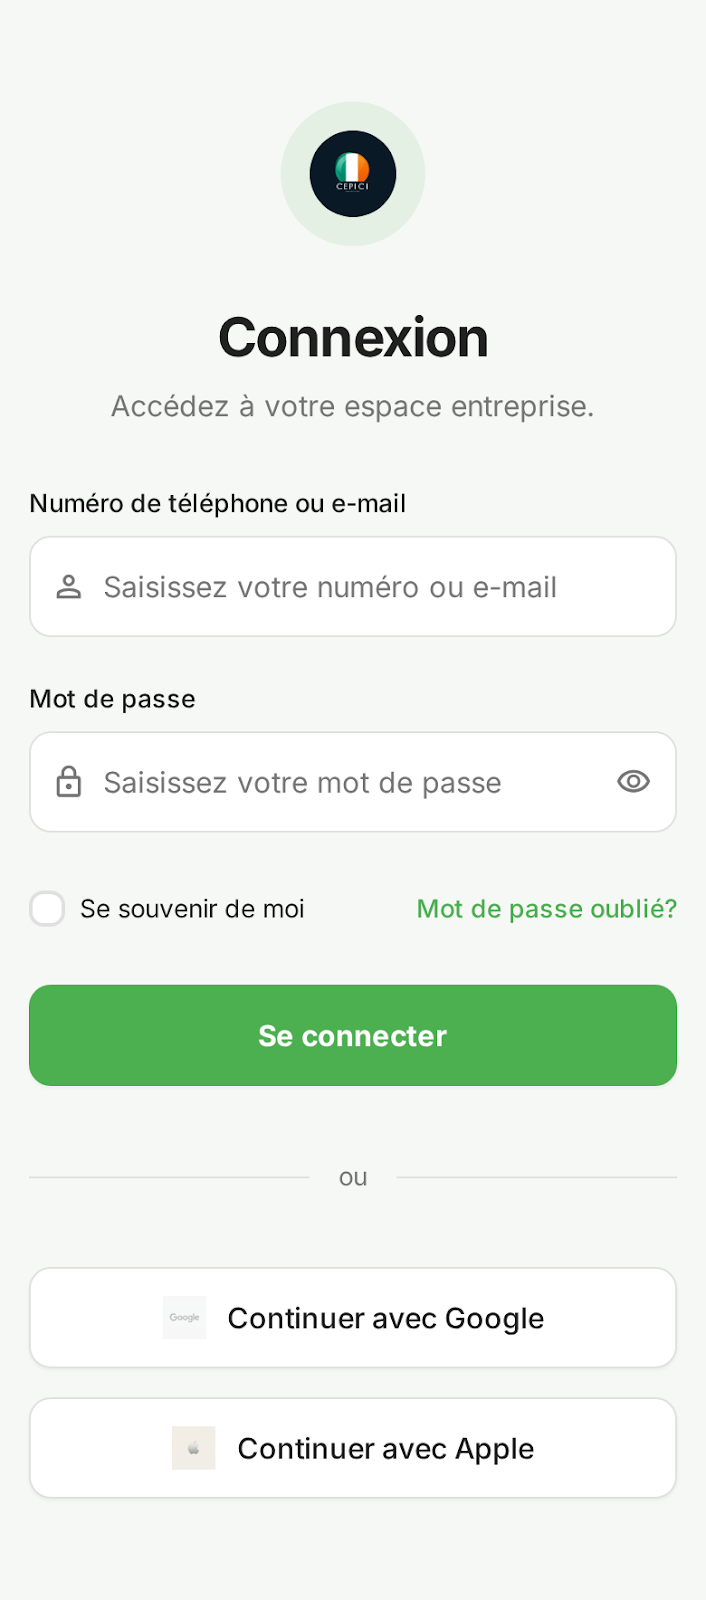 CEPICI
Connexion
Accédez à votre espace entreprise.
Numéro de téléphone ou e-mail
Saisissez votre numéro ou e-mail
Mot de passe
Saisissez votre mot de passe
Se souvenir de moi
Mot de passe oublié?
Se connecter
ou
Google
Continuer avec Google
Continuer avec Apple